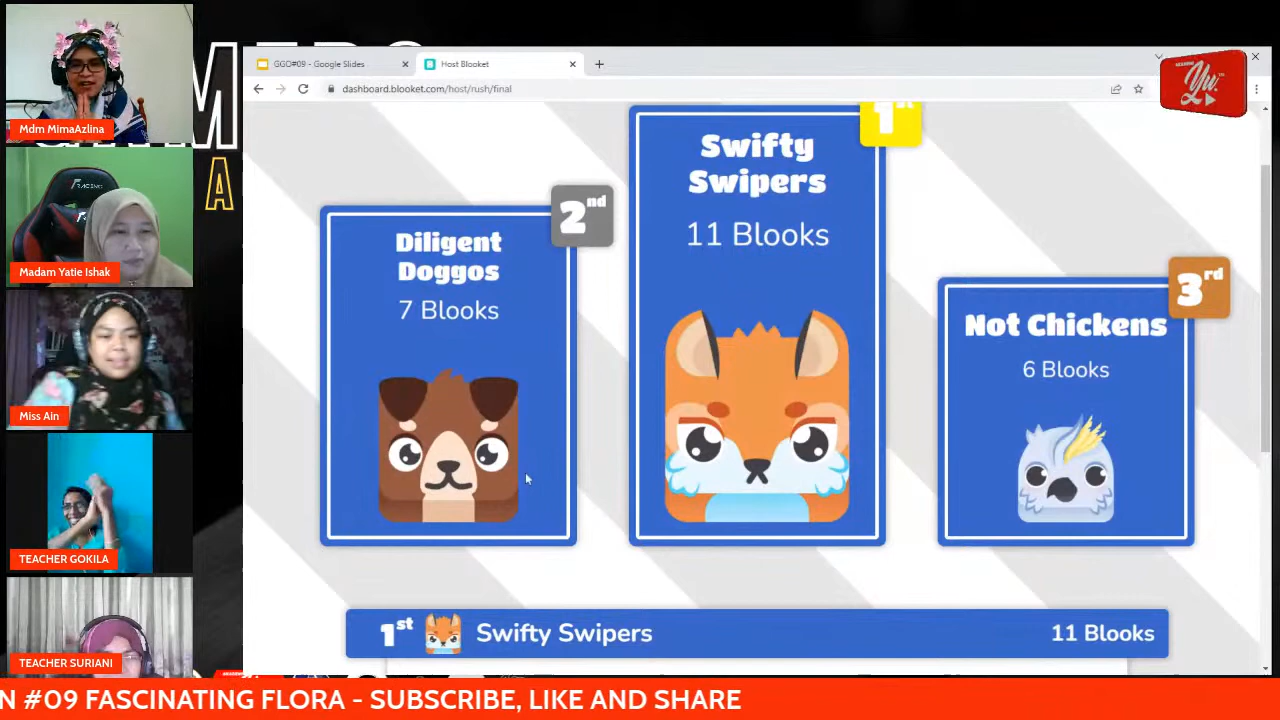 Mdm MimaAzlina
Madam Yatie Ishak
Miss Ain
TEACHER GOKILA
TEACHER SURIANI
A
GGO#09 - Google Slides
Host Blooket
dashboard.blooket.com/host/rush/final
Yu
2nd
Diligent
Doggos
7 Blooks
1st
Swifty
Swipers
11 Blooks
3rd
Not Chickens
6 Blooks
1st Swifty Swipers 11 Blooks
N #09 FASCINATING FLORA - SUBSCRIBE, LIKE AND SHARE